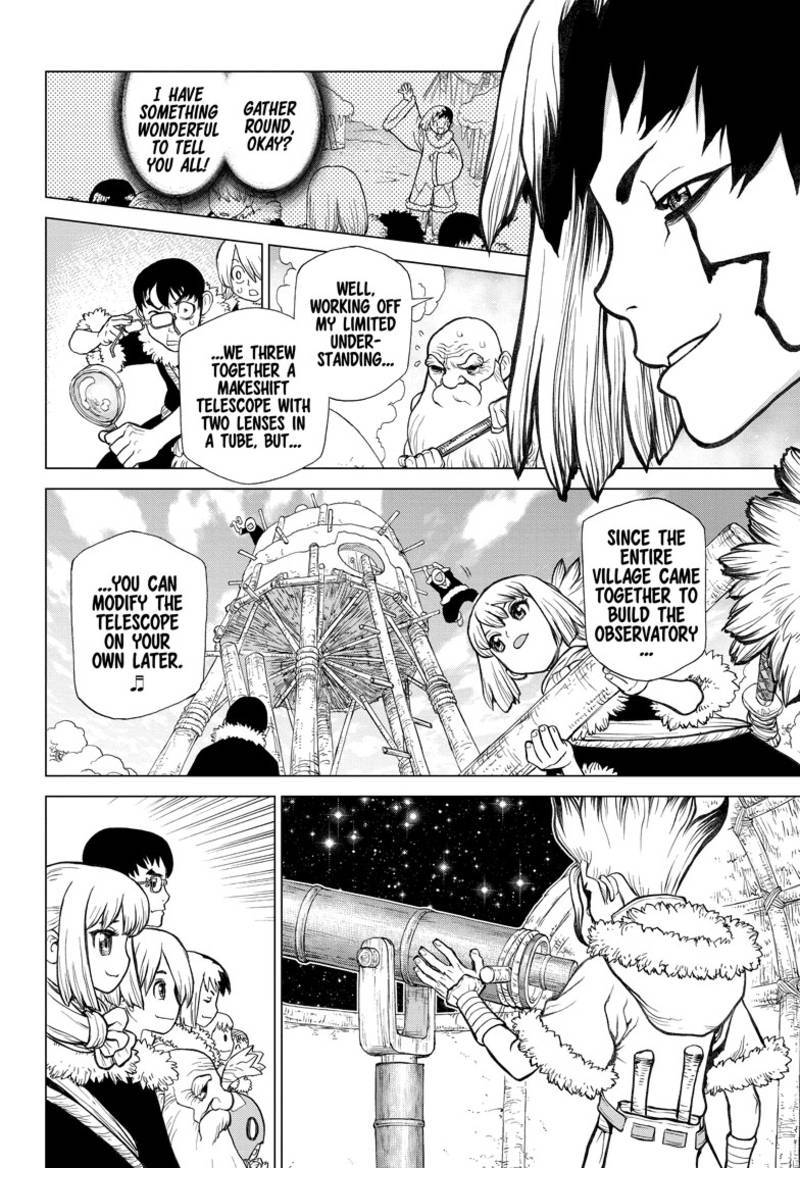 GATHER
ROUND,
OKAY?
I HAVE
SOMETHING
WONDERFUL
TO TELL
YOU ALL!
WELL,
WORKING OFF
MY LIMITED
UNDER-
STANDING...
...WE THREW
TOGETHER A
MAKESHIFT
TELESCOPE WITH
TWO LENSES IN
A TUBE, BUT...
SINCE THE
ENTIRE
VILLAGE CAME
TOGETHER TO
BUILD THE
OBSERVATORY
...
...YOU CAN
MODIFY THE
TELESCOPE
ON YOUR
OWN LATER.
♫